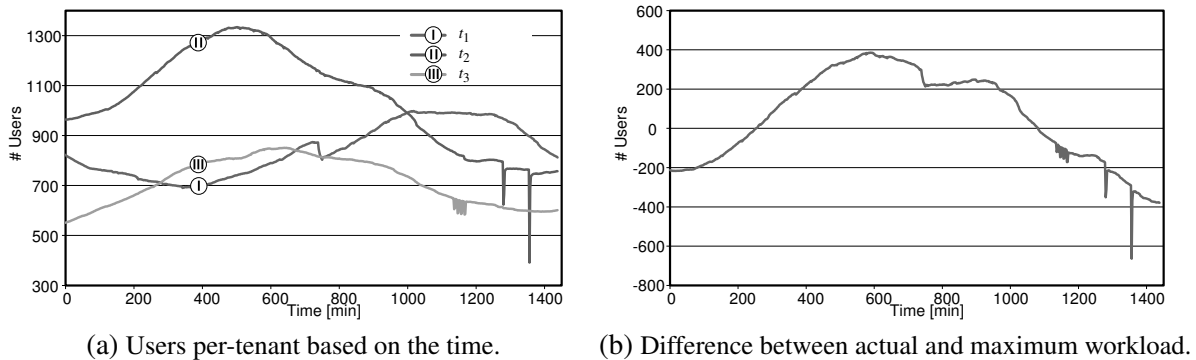 1300
1100
900
700
500
300
# Users
I t1
II t2
III t3
II
III
I
0 200 400 600 800 1000 1200 1400
Time [min]
(a) Users per-tenant based on the time.
600
400
200
0
-200
-400
-600
-800
# Users
0 200 400 600 800 1000 1200 1400
Time [min]
(b) Difference between actual and maximum workload.